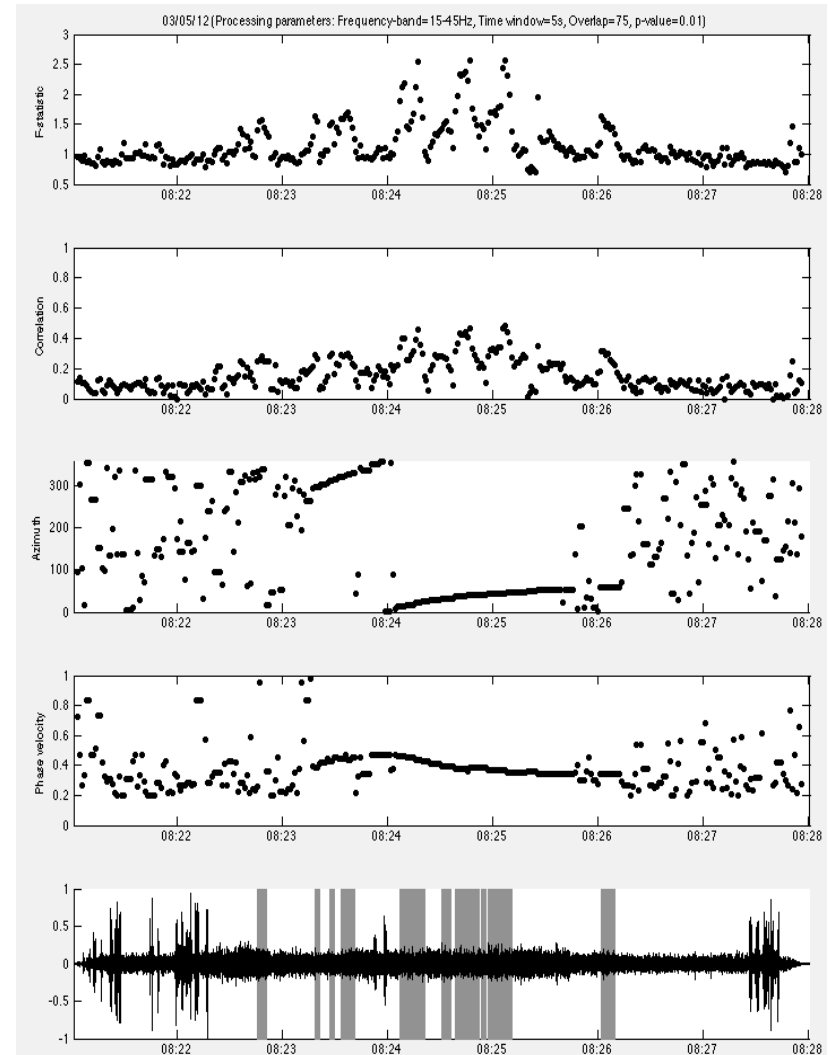 03/05/12 (Processing parameters: Frequency-band=15-45Hz, Time window=5s, Overlap=75, p-value=0.01)
3
2.5
2
1.5
1
0.5
F-statistic
08:22 08:23 08:24 08:25 08:26 08:27 08:28
1
0.8
0.6
0.4
0.2
0
Correlation
08:22 08:23 08:24 08:25 08:26 08:27 08:28
300
200
100
0
Azimuth
08:22 08:23 08:24 08:25 08:26 08:27 08:28
1
0.8
0.6
0.4
0.2
0
Phase velocity
08:22 08:23 08:24 08:25 08:26 08:27 08:28
1
0.5
0
-0.5
-1
08:22 08:23 08:24 08:25 08:26 08:27 08:28